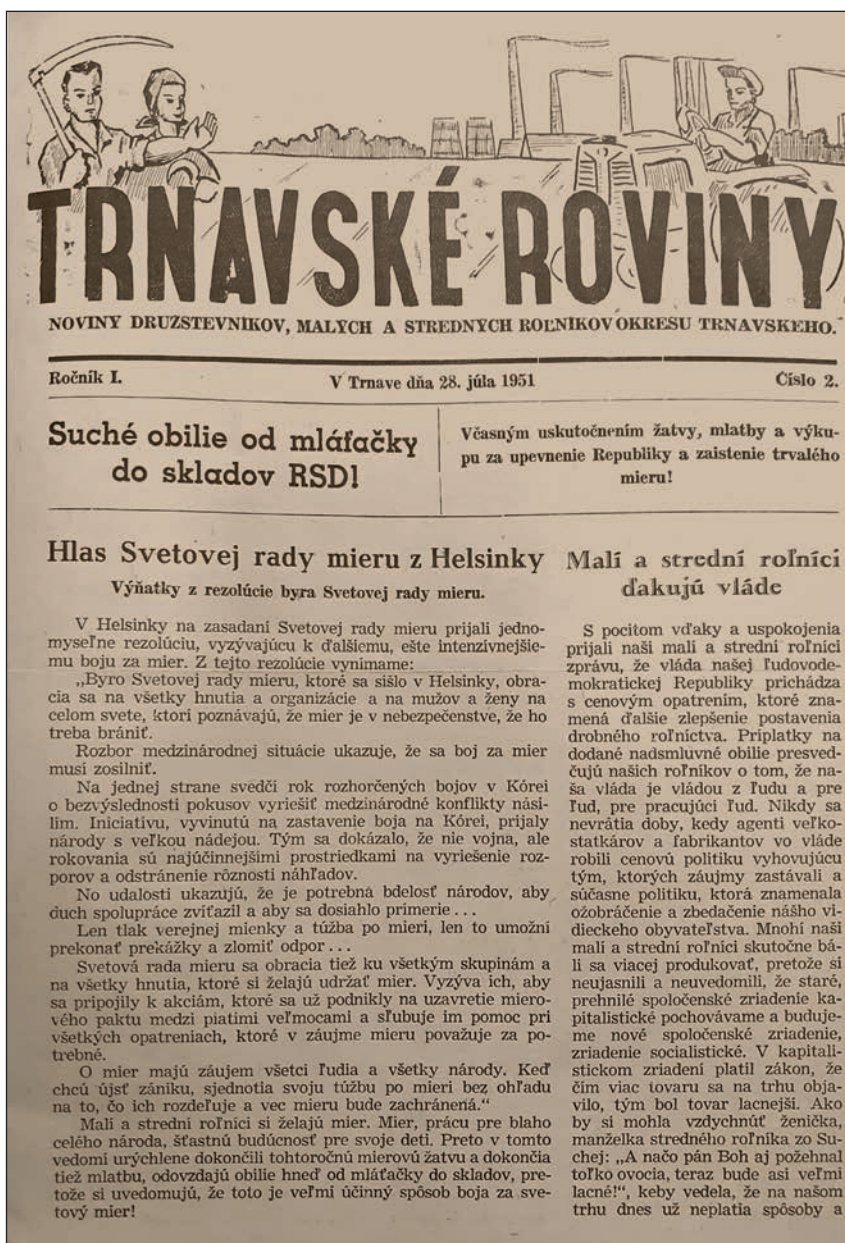 TRNAVSKÉ ROVINY
NOVINY DRUŽSTEVNÍKOV, MALÝCH A STREDNÝCH ROĽNÍKOV OKRESU TRNAVSKEHO.
Ročník I.
V Trnave dňa 28. júla 1951
Číslo 2.
Suché obilie od mláťačky
do skladov RSD!
Včasným uskutočnením žatvy, mlatby a výku-
pu za upevnenie Republiky a zaistenie trvalého
mieru!
Hlas Svetovej rady mieru z Helsinky
Výňatky z rezolúcie byra Svetovej rady mieru.
V Helsinky na zasadaní Svetovej rady mieru prijali jedno-
myseľne rezolúciu, vyzývajúcu k ďalšiemu, ešte intenzívnejšie-
mu boju za mier. Z tejto rezolúcie vynímame:
„Byro Svetovej rady mieru, ktoré sa sišlo v Helsinky, obra-
cia sa na všetky hnutia a organizácie a na mužov a ženy na
celom svete, ktorí poznávajú, že mier je v nebezpečenstve, že ho
treba brániť.
Rozbor medzinárodnej situácie ukazuje, že sa boj za mier
musí zosilniť.
Na jednej strane svedčí rok rozhorčených bojov v Kórei
o bezvýslednosti pokusov vyriešiť medzinárodné konflikty nási-
lím. Iniciatívu, vyvinutú na zastavenie boja na Kórei, prijaly
národy s veľkou nádejou. Tým sa dokázalo, že nie vojna, ale
rokovania sú najúčinnejšími prostriedkami na vyriešenie roz-
porov a odstránenie rôznosti náhľadov.
No udalosti ukazujú, že je potrebná bdelosť národov, aby
duch spolupráce zvíťazil a aby sa dosiahlo prímerie . . .
Len tlak verejnej mienky a túžba po mieri, len to umožní
prekonať prekážky a zlomiť odpor . . .
Svetová rada mieru sa obracia tiež ku všetkým skupinám a
na všetky hnutia, ktoré si želajú udržať mier. Vyzýva ich, aby
sa pripojily k akciám, ktoré sa už podnikly na uzavretie miero-
vého paktu medzi piatimi veľmocami a sľubuje im pomoc pri
všetkých opatreniach, ktoré v záujme mieru považuje za po-
trebné.
O mier majú záujem všetci ľudia a všetky národy. Keď
chcú újsť zániku, sjednotia svoju túžbu po mieri bez ohľadu
na to, čo ich rozdeľuje a vec mieru bude zachránená.“
Malí a strední roľníci si želajú mier. Mier, prácu pre blaho
celého národa, šťastnú budúcnosť pre svoje deti. Preto v tomto
vedomí urýchlene dokončili tohtoročnú mierovú žatvu a dokončia
tiež mlatbu, odovzdajú obilie hneď od mláťačky do skladov, pre-
tože si uvedomujú, že toto je veľmi účinný spôsob boja za sve-
tový mier!
Malí a strední roľníci
ďakujú vláde
S pocitom vďaky a uspokojenia
prijali naši malí a strední roľníci
zprávu, že vláda našej ľudovode-
mokratickej Republiky prichádza
s cenovým opatrením, ktoré zna-
mená ďalšie zlepšenie postavenia
drobného roľníctva. Príplatky na
dodané nadsmluvné obilie presved-
čujú našich roľníkov o tom, že na-
ša vláda je vládou z ľudu a pre
ľud, pre pracujúci ľud. Nikdy sa
nevrátia doby, kedy agenti veľko-
statkárov a fabrikantov vo vláde
robili cenovú politiku vyhovujúcu
tým, ktorých záujmy zastávali a
súčasne politiku, ktorá znamenala
ožobráčenie a zbedačenie nášho vi-
dieckeho obyvateľstva. Mnohí naši
malí a strední roľníci skutočne bá-
li sa viacej produkovať, pretože si
neujasnili a neuvedomili, že staré,
prehnilé spoločenské zriadenie ka-
pitalistické pochovávame a buduje-
me nové spoločenské zriadenie,
zriadenie socialistické. V kapitali-
stickom zriadení platil zákon, že
čím viac tovaru sa na trhu obja-
vilo, tým bol tovar lacnejší. Ako
by si mohla vzdychnúť ženička,
manželka stredného roľníka zo Su-
chej: „A načo pán Boh aj požehnal
toľko ovocia, teraz bude asi veľmi
lacné!“, keby vedela, že na našom
trhu dnes už neplatia spôsoby a